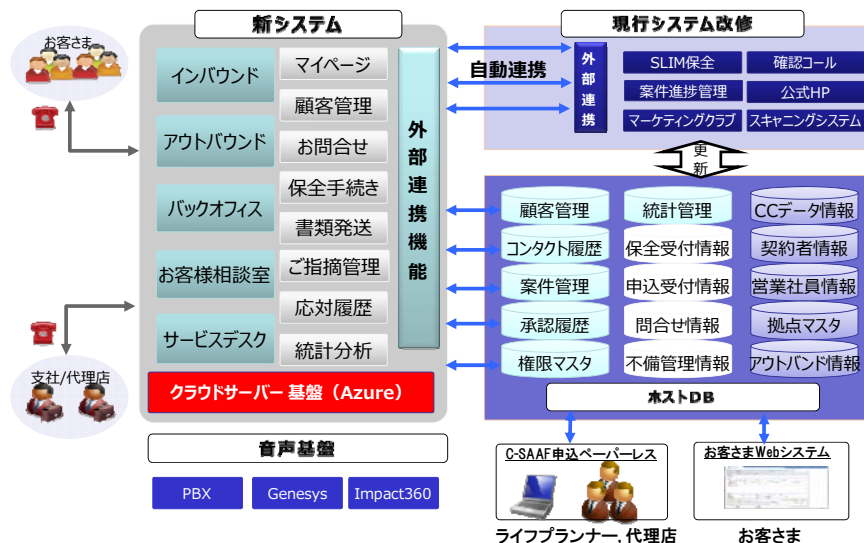 お客さま
支社/代理店
新システム
インバウンド
アウトバウンド
バックオフィス
お客様相談室
サービスデスク
マイページ
顧客管理
お問合せ
保全手続き
書類発送
ご指摘管理
応対履歴
統計分析
外部連携機能
クラウドサーバー基盤（Azure）
音声基盤
PBX
Genesys
Impact360
自動連携
現行システム改修
外部連携
SLIM保全
確認コール
案件進捗管理
公式HP
マーケティングクラブ
スキャニングシステム
更新
顧客管理
統計管理
CCデータ情報
コンタクト履歴
保全受付情報
契約者情報
案件管理
申込受付情報
営業社員情報
承認履歴
問合せ情報
拠点マスタ
権限マスタ
不備管理情報
アウトバンド情報
ホストDB
C-SAAF申込ペーパーレス
お客さまWebシステム
ライフプランナー, 代理店
お客さま